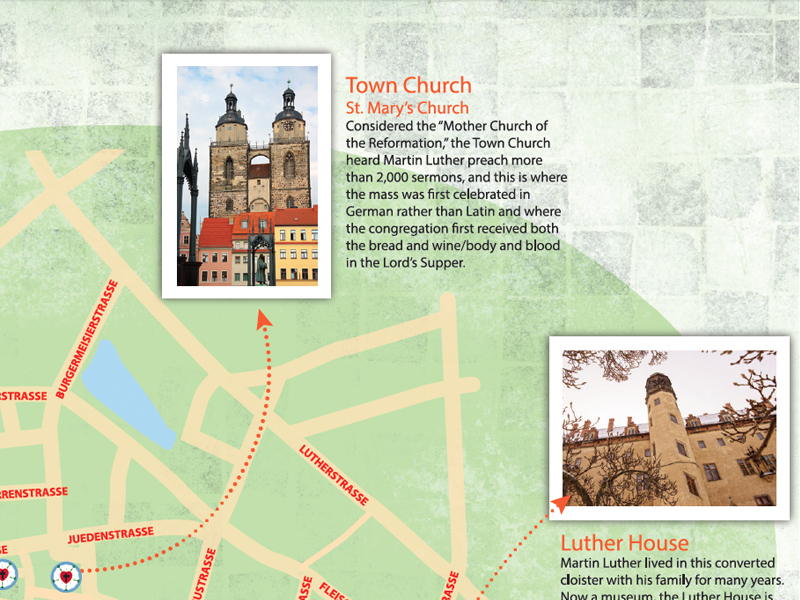 Town Church
St. Mary's Church
Considered the “Mother Church of
the Reformation,” the Town Church
heard Martin Luther preach more
than 2,000 sermons, and this is where
the mass was first celebrated in
German rather than Latin and where
the congregation first received both
the bread and wine/body and blood
in the Lord's Supper.
BURGERMEISIERSTRASSE
RSTRASSE
LUTHERSTRASSE
RRENSTRASSE
JUEDENSTRASSE
SE
USTRASSE
ASSE
FLEIS
RASSE
Luther House
Martin Luther lived in this converted
cloister with his family for many years.
Now a museum, the Luther House is